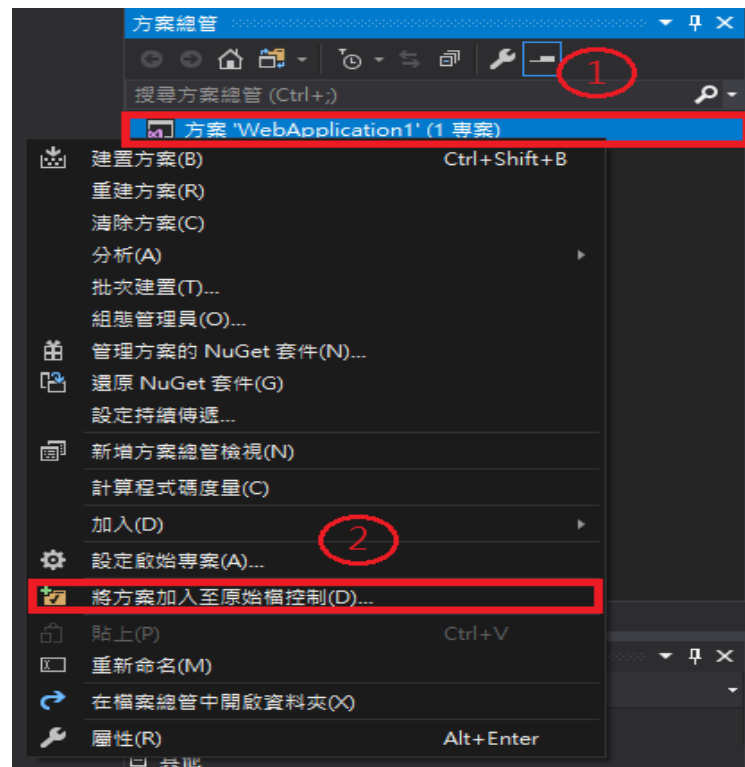 方案總管
1
搜尋方案總管 (Ctrl+;)
方案 'WebApplication1' (1 專案)
建置方案(B) Ctrl+Shift+B
重建方案(R)
清除方案(C)
分析(A)
批次建置(T)...
組態管理員(O)...
管理方案的 NuGet 套件(N)...
還原 NuGet 套件(G)
設定持續傳遞...
新增方案總管檢視(N)
計算程式碼度量(C)
加入(D)
2
設定啟始專案(A)...
將方案加入至原始檔控制(D)...
貼上(P) Ctrl+V
重新命名(M)
在檔案總管中開啟資料夾(X)
屬性(R) Alt+Enter
其他